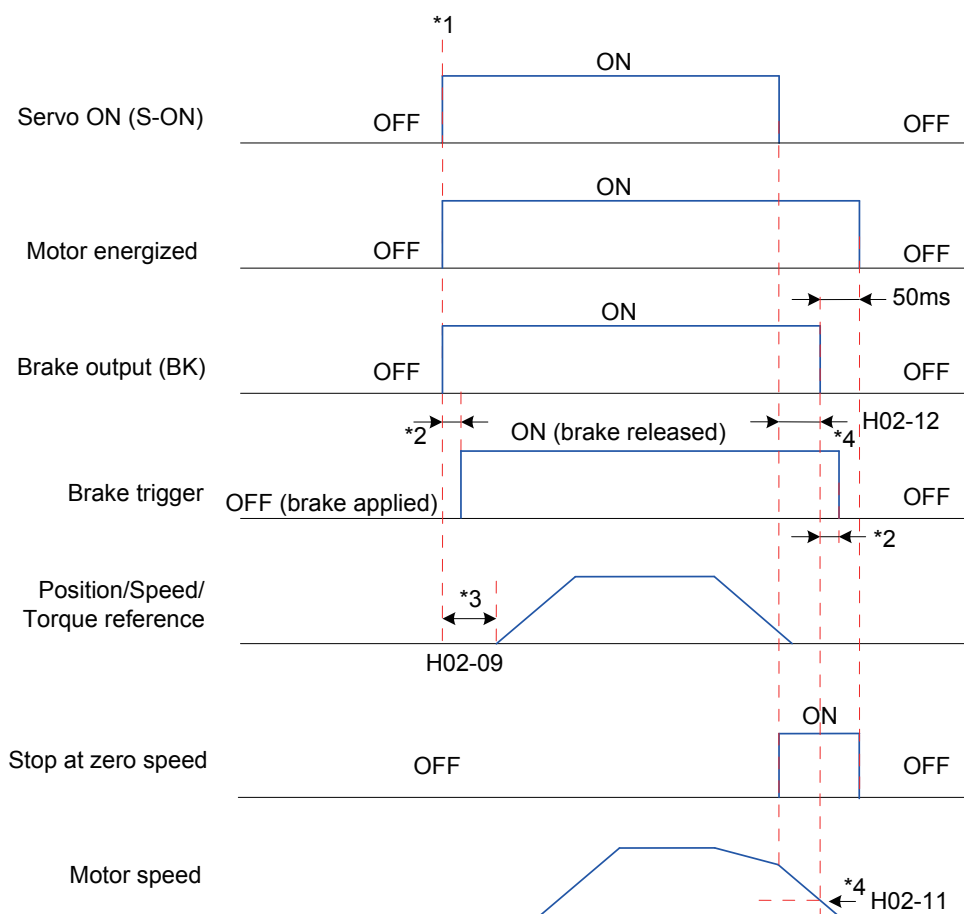 *1
ON
Servo ON (S-ON)
OFF
OFF
ON
Motor energized
OFF
OFF
50ms
ON
Brake output (BK)
OFF
OFF
*2
ON (brake released)
*4
H02-12
Brake trigger
OFF (brake applied)
OFF
*2
Position/Speed/
Torque reference
*3
H02-09
ON
Stop at zero speed
OFF
OFF
Motor speed
*4
H02-11